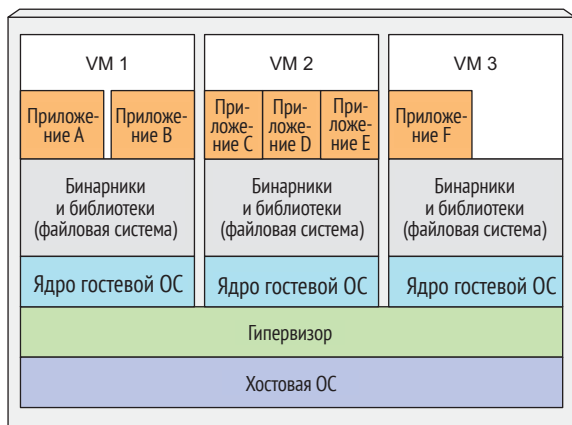 VM 1
VM 2
VM 3
Приложе-
ние A
Приложе-
ние B
При-
ложе-
ние C
При-
ложе-
ние D
При-
ложе-
ние E
Приложе-
ние F
Бинарники
и библиотеки
(файловая система)
Бинарники
и библиотеки
(файловая система)
Бинарники
и библиотеки
(файловая система)
Ядро гостевой ОС
Ядро гостевой ОС
Ядро гостевой ОС
Гипервизор
Хостовая ОС